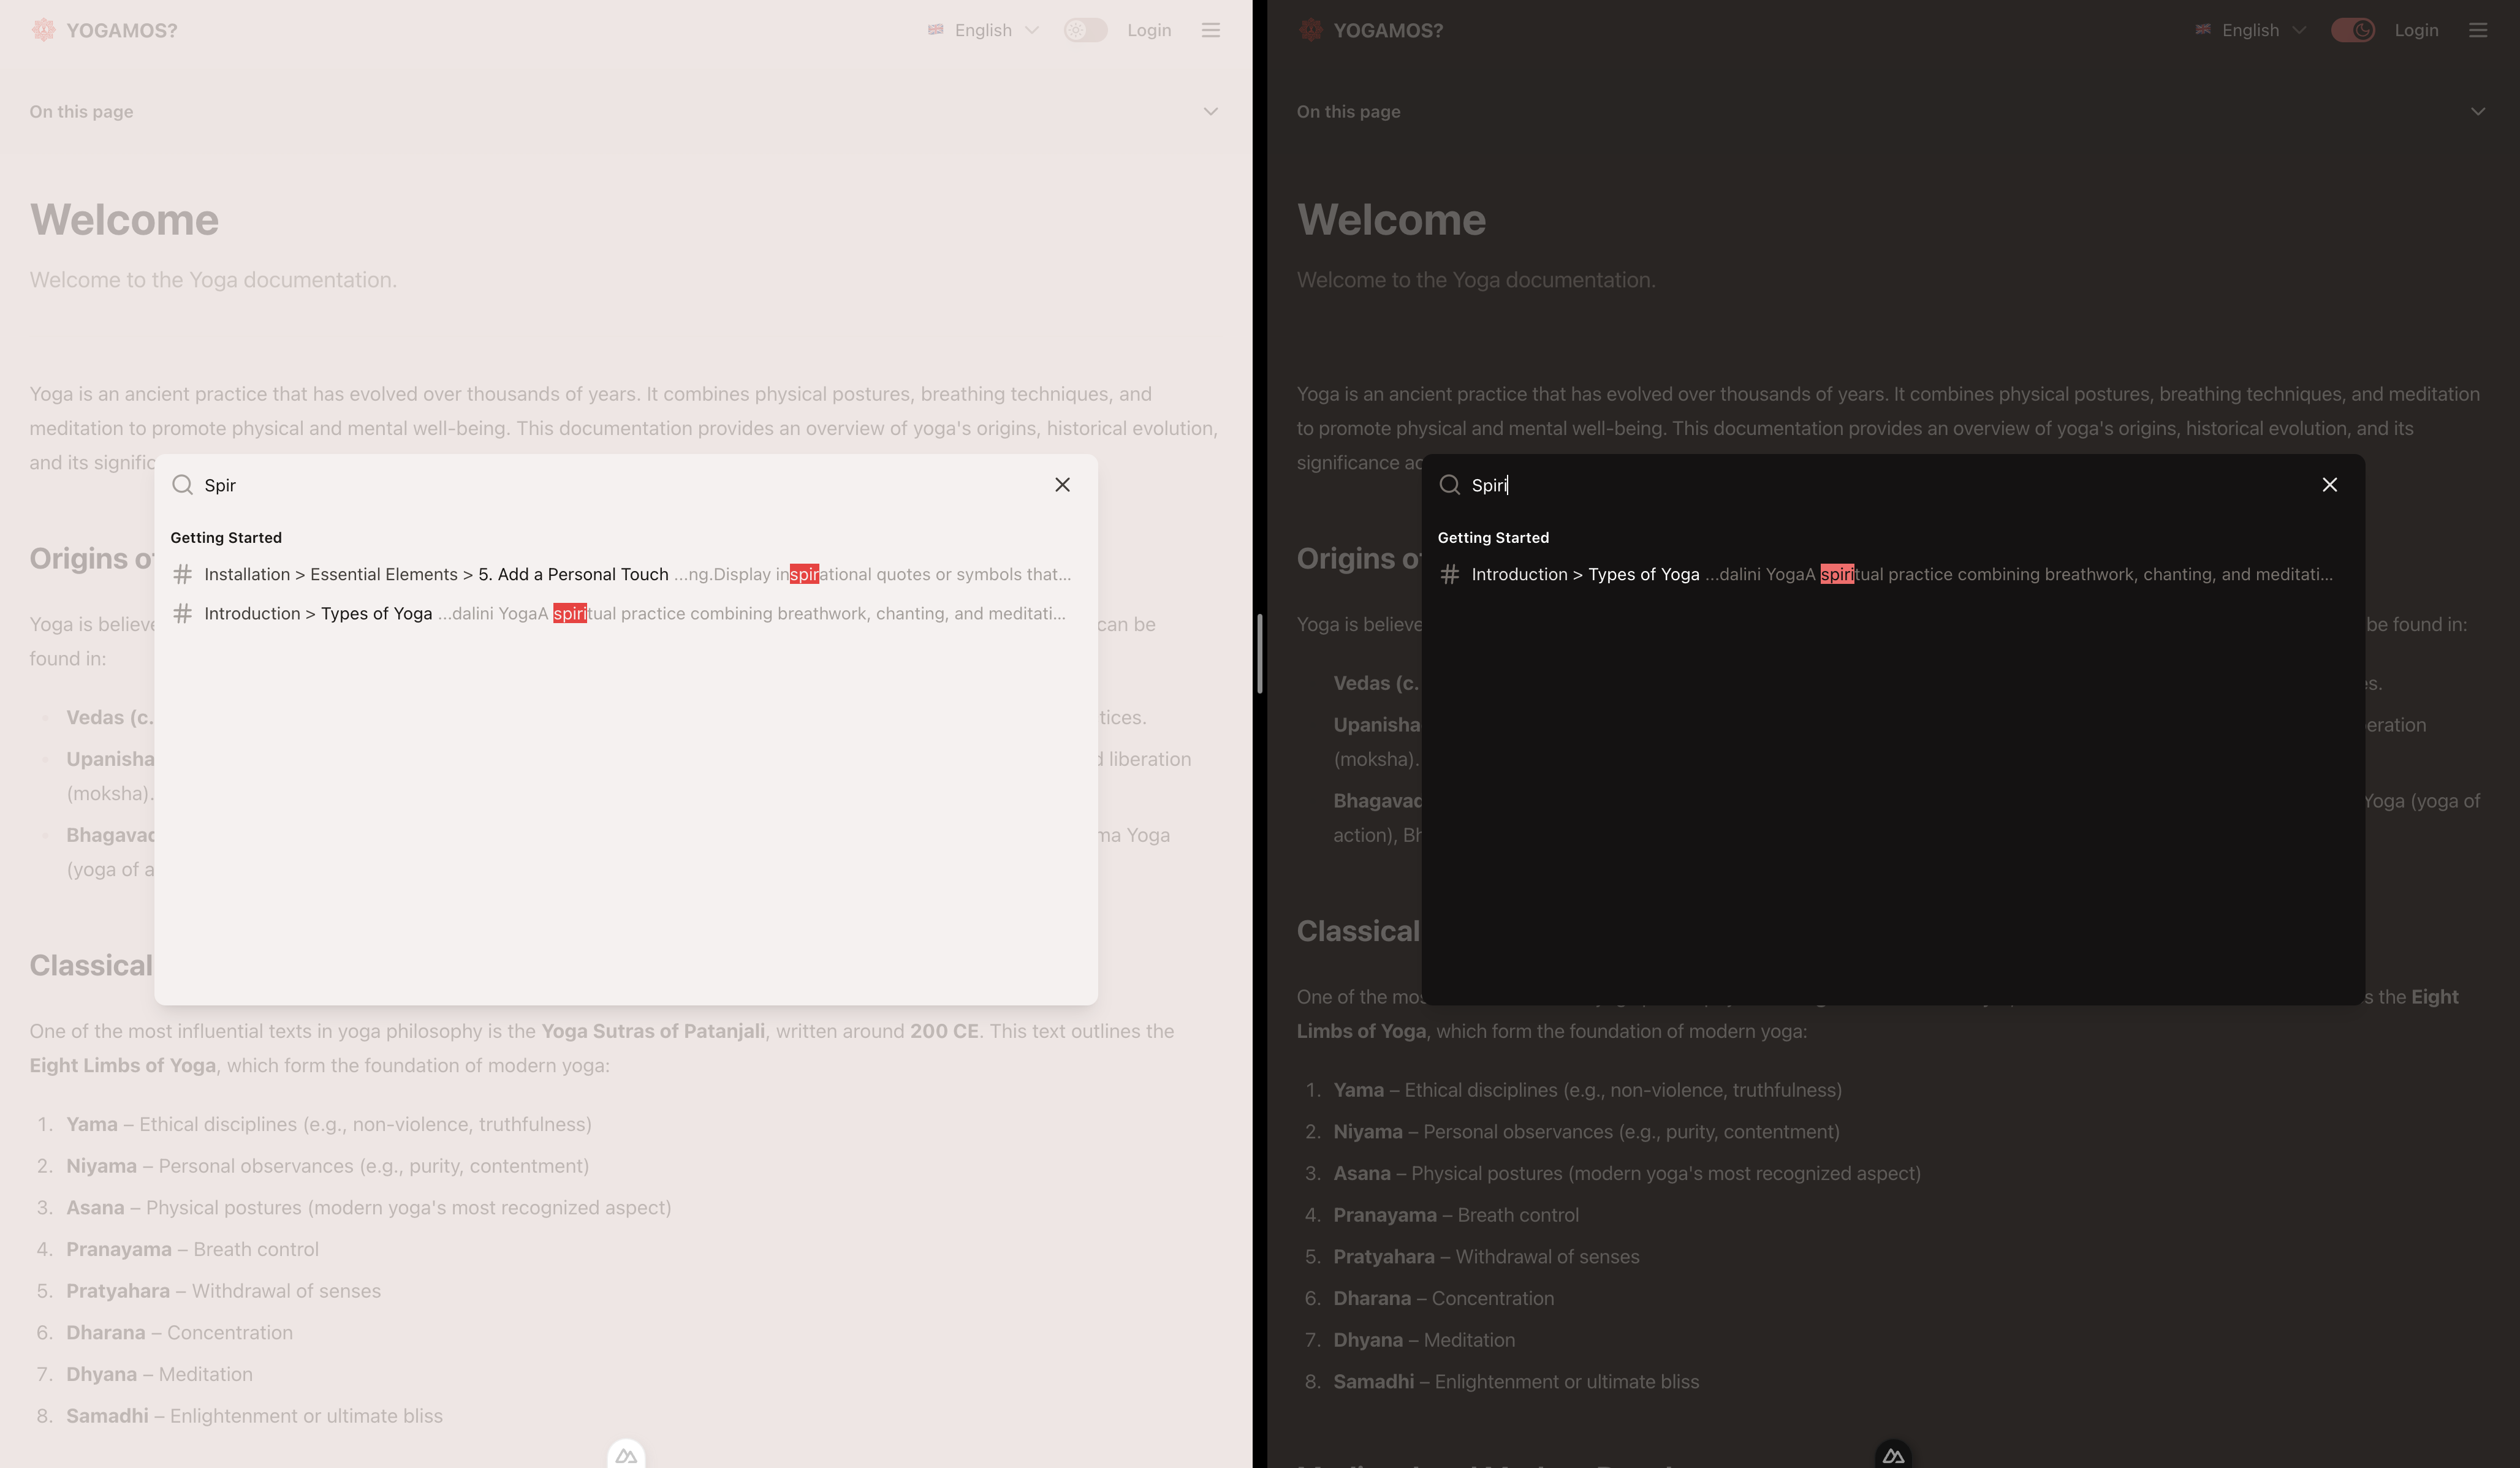 YOGAMOS?
English
Login
On this page
Welcome
Welcome to the Yoga documentation.
Yoga is an ancient practice that has evolved over thousands of years. It combines physical postures, breathing techniques, and
meditation to promote physical and mental well-being. This documentation provides an overview of yoga's origins, historical evolution,
and its signific
Spir
Getting Started
Installation > Essential Elements > 5. Add a Personal Touch ...ng.Display inspirational quotes or symbols that...
Introduction > Types of Yoga ...dalini YogaA spiritual practice combining breathwork, chanting, and meditati...
Origins of
Yoga is believe can be
found in:
Vedas (c. tices.
Upanisha liberation
(moksha).
Bhagavad ma Yoga
(yoga of a
Classical
One of the most influential texts in yoga philosophy is the Yoga Sutras of Patanjali, written around 200 CE. This text outlines the
Eight Limbs of Yoga, which form the foundation of modern yoga:
1. Yama – Ethical disciplines (e.g., non-violence, truthfulness)
2. Niyama – Personal observances (e.g., purity, contentment)
3. Asana – Physical postures (modern yoga's most recognized aspect)
4. Pranayama – Breath control
5. Pratyahara – Withdrawal of senses
6. Dharana – Concentration
7. Dhyana – Meditation
8. Samadhi – Enlightenment or ultimate bliss
YOGAMOS?
English
Login
On this page
Welcome
Welcome to the Yoga documentation.
Yoga is an ancient practice that has evolved over thousands of years. It combines physical postures, breathing techniques, and meditation
to promote physical and mental well-being. This documentation provides an overview of yoga's origins, historical evolution, and its
significance ac
Spiri
Getting Started
Introduction > Types of Yoga ...dalini YogaA spiritual practice combining breathwork, chanting, and meditati...
Origins of
Yoga is believe be found in:
Vedas (c. es.
Upanisha eration
(moksha).
Bhagavad Yoga (yoga of
action), Bh
Classical
One of the mos s the Eight
Limbs of Yoga, which form the foundation of modern yoga:
1. Yama – Ethical disciplines (e.g., non-violence, truthfulness)
2. Niyama – Personal observances (e.g., purity, contentment)
3. Asana – Physical postures (modern yoga's most recognized aspect)
4. Pranayama – Breath control
5. Pratyahara – Withdrawal of senses
6. Dharana – Concentration
7. Dhyana – Meditation
8. Samadhi – Enlightenment or ultimate bliss